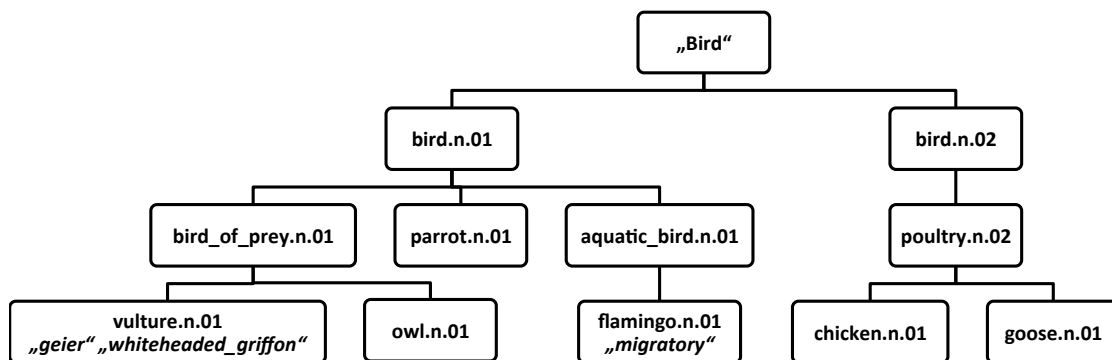 „Bird“
bird.n.01
bird.n.02
bird_of_prey.n.01
parrot.n.01
aquatic_bird.n.01
poultry.n.02
vulture.n.01
„geier“ „whiteheaded_griffon“
owl.n.01
flamingo.n.01
„migratory“
chicken.n.01
goose.n.01